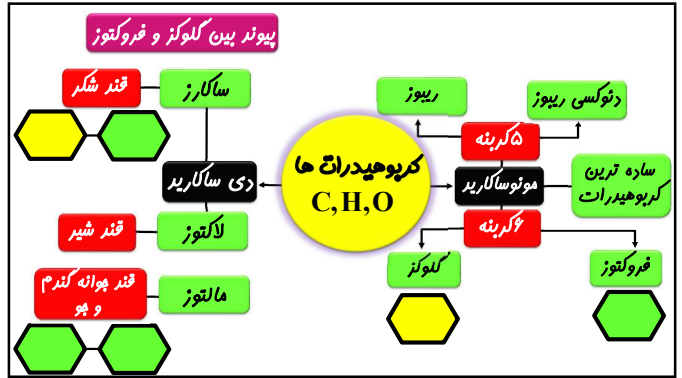 پیوند بین گلوکز و فروکتوز
کربوهیدرات ها
C, H, O
مونوساکارید
ساده ترین
کربوهیدرات
۵کربنه
دئوکسی ریبوز
ریبوز
۶کربنه
فروکتوز
گلوکز
دی ساکارید
ساکارز
قند شکر
لاکتوز
قند شیر
مالتوز
قند جوانه گندم
و جو